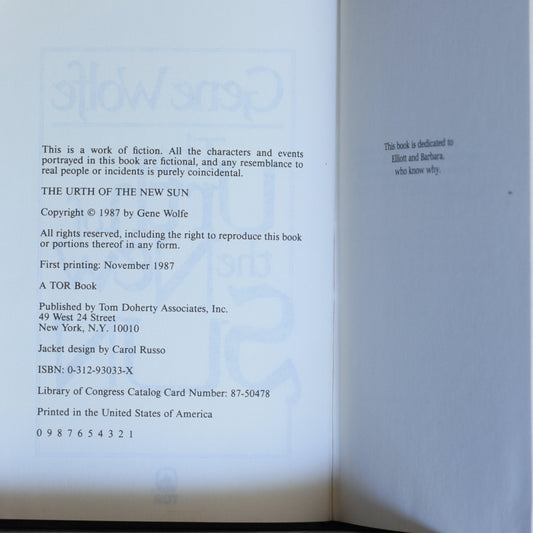 This is a work of fiction. All the characters and events
portrayed in this book are fictional, and any resemblance to
real people or incidents is purely coincidental.
THE URTH OF THE NEW SUN
Copyright © 1987 by Gene Wolfe
All rights reserved, including the right to reproduce this book
or portions thereof in any form.
First printing: November 1987
A TOR Book
Published by Tom Doherty Associates, Inc.
49 West 24 Street
New York, N.Y. 10010
Jacket design by Carol Russo
ISBN: 0-312-93033-X
Library of Congress Catalog Card Number: 87-50478
Printed in the United States of America
0 9 8 7 6 5 4 3 2 1
This book is dedicated to
Elliott and Barbara,
who know why.
Gene Wolfe
Urth
the New
Sun